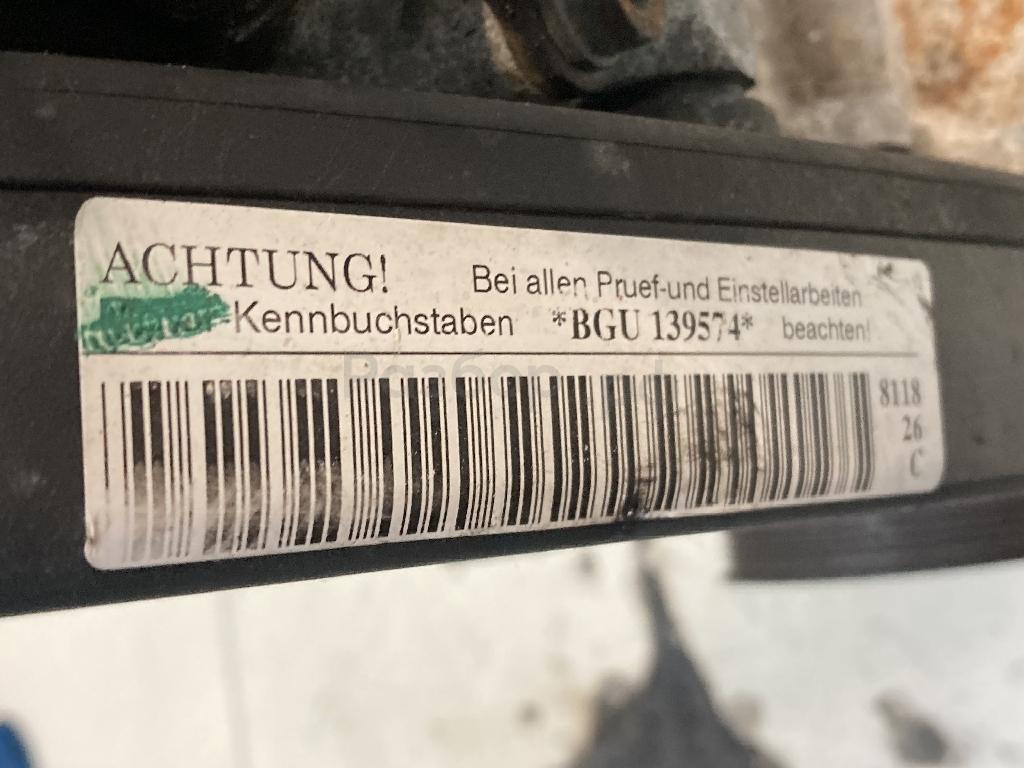 ACHTUNG! Bei allen Pruef-und Einstellarbeiten
-Kennbuchstaben *BGU 139574* beachten!
8118
26
C